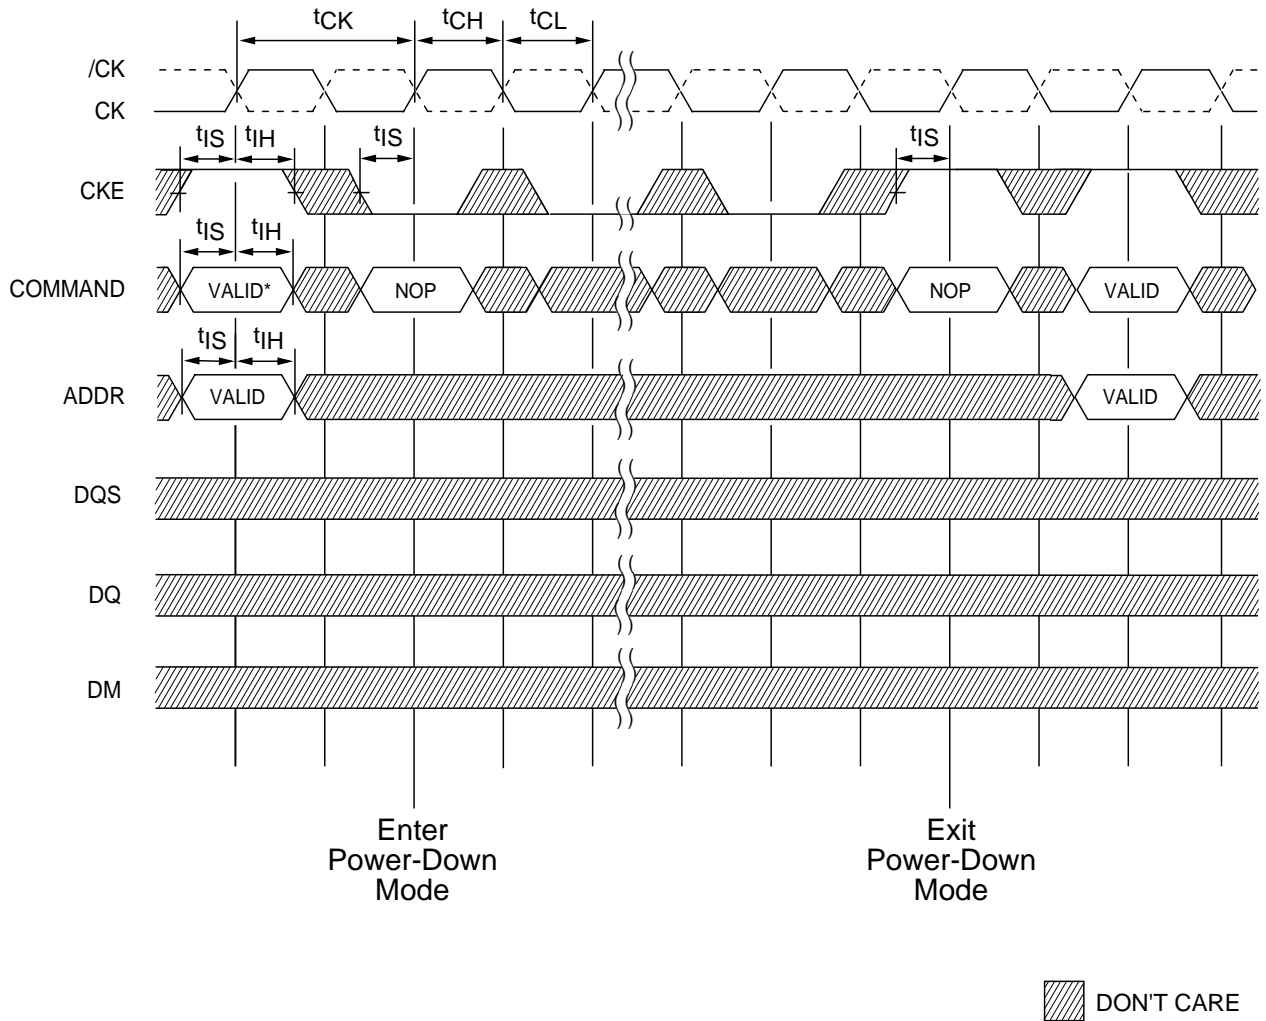 tCK tCH tCL
/CK
CK
tIS tIH tIS tIS
CKE
tIS tIH
COMMAND VALID* NOP NOP VALID
tIS tIH
ADDR VALID VALID
DQS
DQ
DM
Enter
Power-Down
Mode
Exit
Power-Down
Mode
DON'T CARE